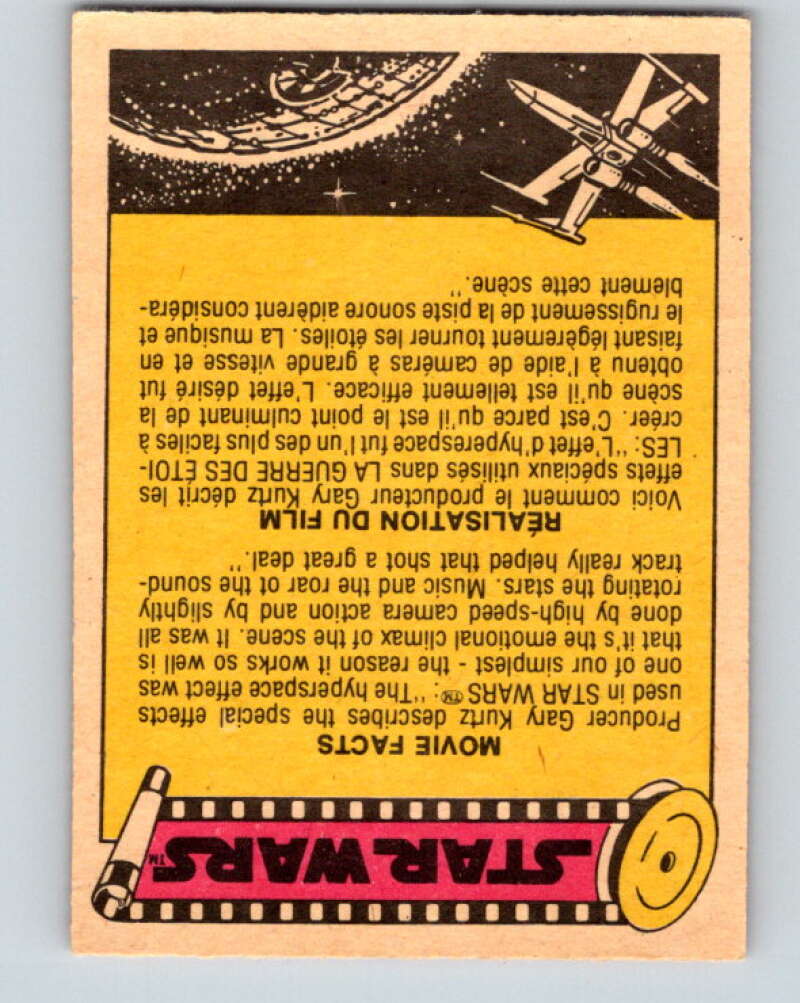 STAR WARS™
MOVIE FACTS
Producer Gary Kurtz describes the special effects
used in STAR WARS™: "The hyperspace effect was
one of our simplest - the reason it works so well is
that it's the emotional climax of the scene. It was all
done by high-speed camera action and by slightly
rotating the stars. Music and the roar ot the sound-
track really helped that shot a great deal."
RÉALISATION DU FILM
Voici comment le producteur Gary Kurtz décrit les
effets spéciaux utilisés dans LA GUERRE DES ÉTOI-
LES: "L'effet d'hyperespace fut l'un des plus faciles à
créer. C'est parce qu'il est le point culminant de la
scène qu'il est tellement efficace. L'effet désiré fut
obtenu à l'aide de caméras à grande vitesse et en
faisant légèrement tourner les étoiles. La musique et
le rugissement de la piste sonore aidèrent considéra-
blement cette scène."